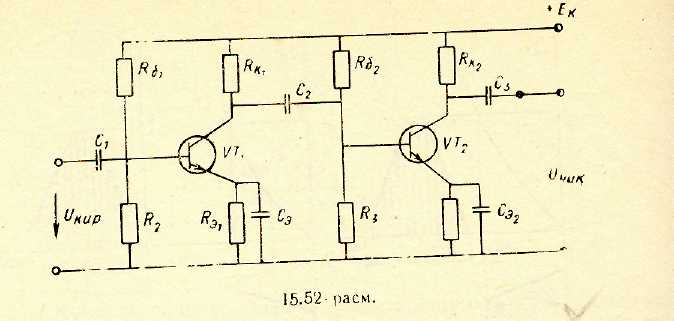 + Eк
Rб₁
Rк₁
Rб₂
Rк₂
C₂
C₃
C₁
VT₁
VT₂
Uкир
R₂
Rэ₁
Cэ
R₃
Cэ₂
Uчик
15.52- расм.